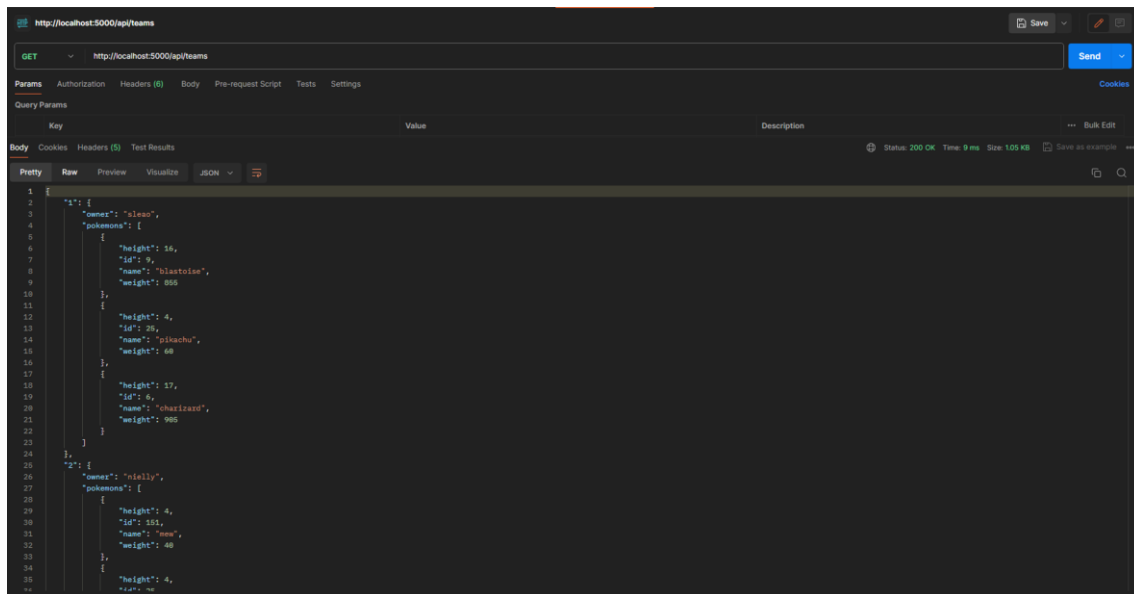 http://localhost:5000/api/teams
Save
GET http://localhost:5000/api/teams Send
Params Authorization Headers (6) Body Pre-request Script Tests Settings Cookies
Query Params
Key Value Description ••• Bulk Edit
Body Cookies Headers (5) Test Results Status: 200 OK Time: 9 ms Size: 1.05 KB Save as example •••
Pretty Raw Preview Visualize JSON
1 {
2 "1": {
3 "owner": "sleao",
4 "pokemons": [
5 {
6 "height": 16,
7 "id": 9,
8 "name": "blastoise",
9 "weight": 855
10 },
11 {
12 "height": 4,
13 "id": 25,
14 "name": "pikachu",
15 "weight": 60
16 },
17 {
18 "height": 17,
19 "id": 6,
20 "name": "charizard",
21 "weight": 905
22 }
23 ]
24 },
25 "2": {
26 "owner": "nielly",
27 "pokemons": [
28 {
29 "height": 4,
30 "id": 151,
31 "name": "mew",
32 "weight": 40
33 },
34 {
35 "height": 4,